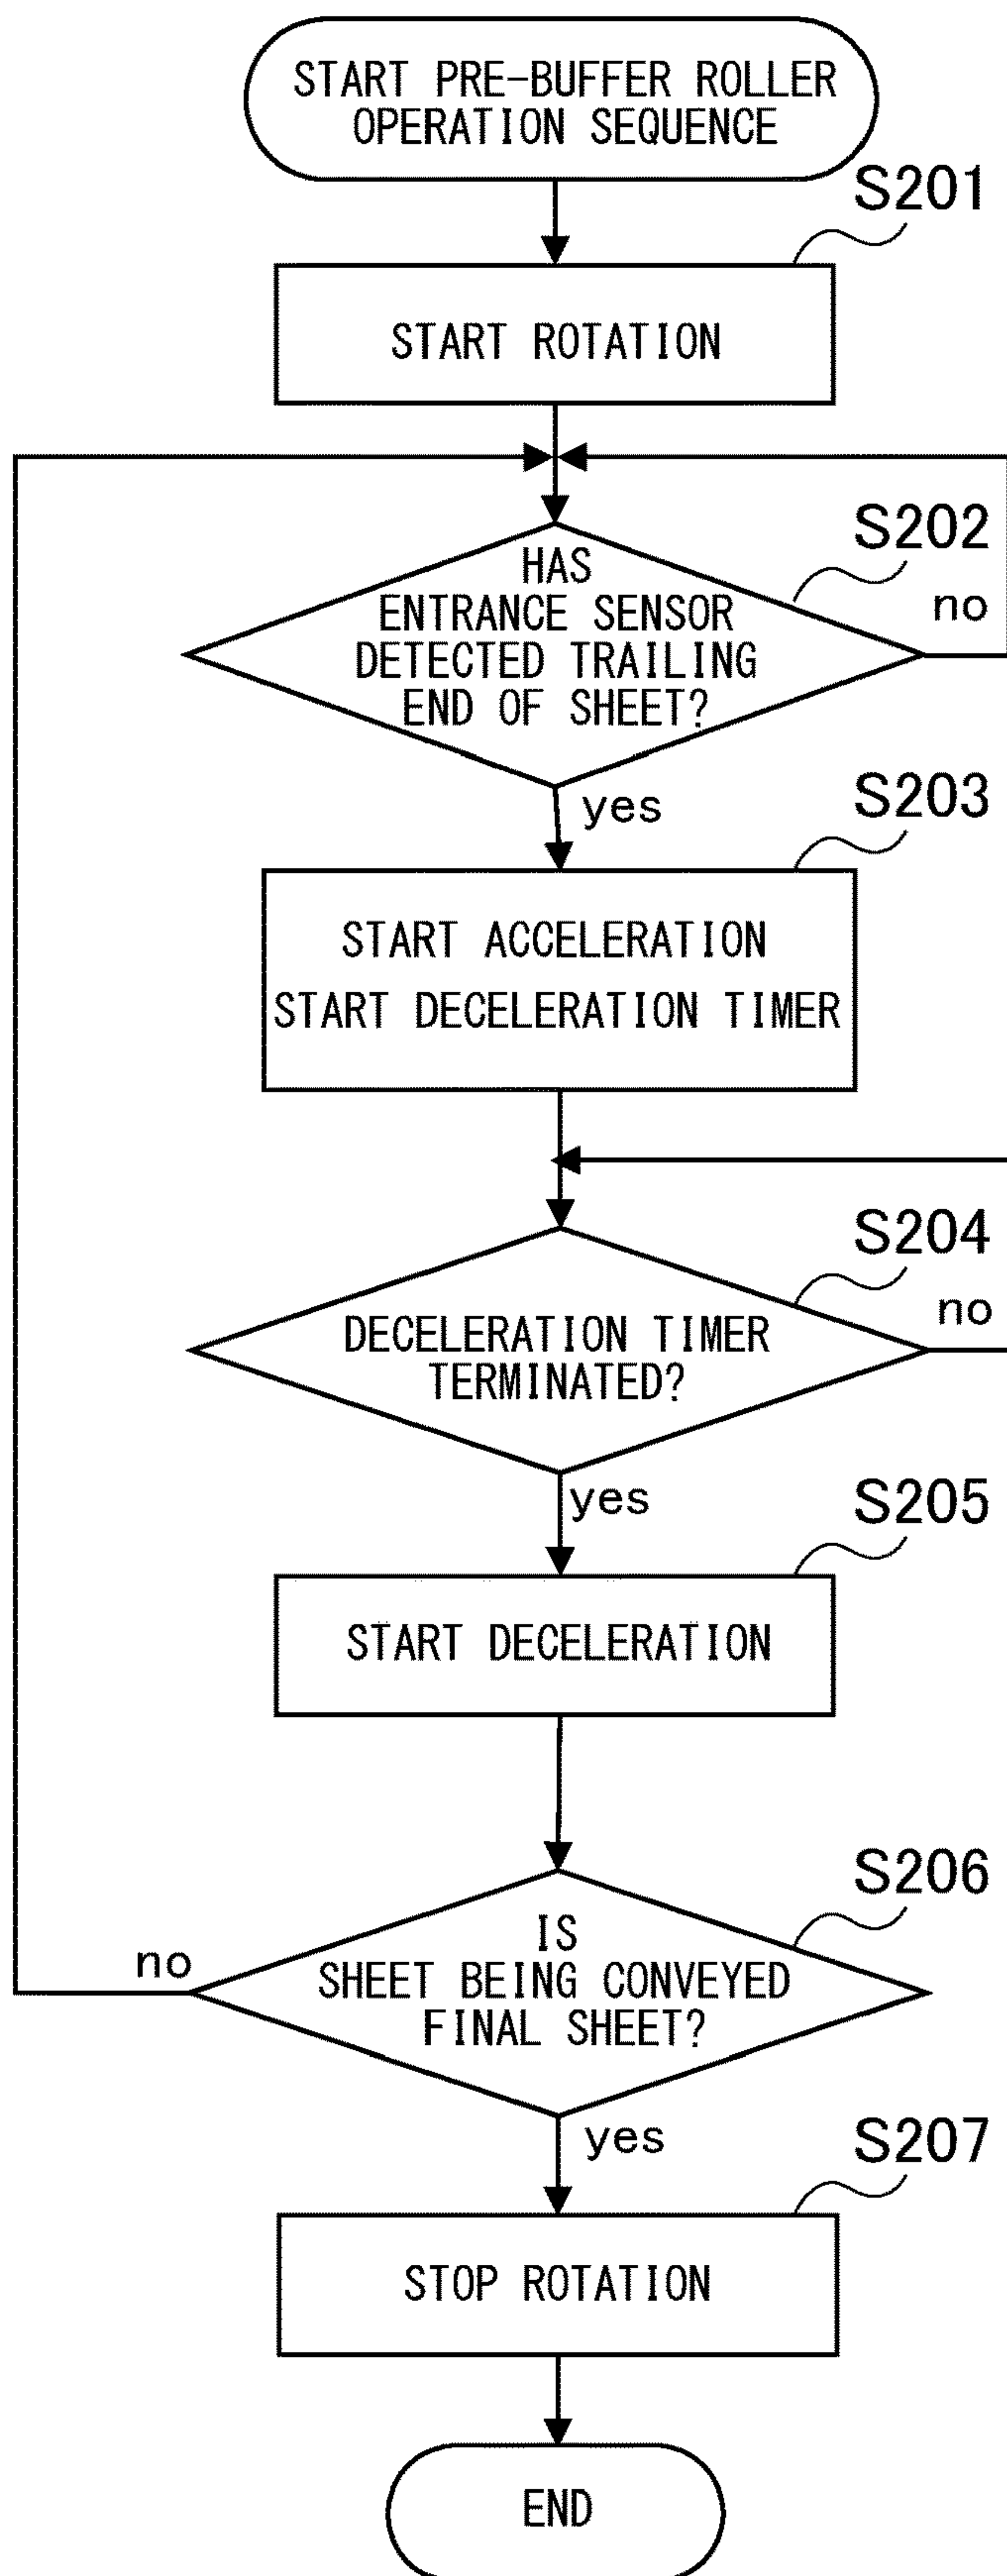 START PRE-BUFFER ROLLER
OPERATION SEQUENCE
S201
START ROTATION
S202
HAS
ENTRANCE SENSOR
DETECTED TRAILING
END OF SHEET?
no
yes
S203
START ACCELERATION
START DECELERATION TIMER
S204
DECELERATION TIMER
TERMINATED?
no
yes
S205
START DECELERATION
S206
IS
SHEET BEING CONVEYED
FINAL SHEET?
no
yes
S207
STOP ROTATION
END